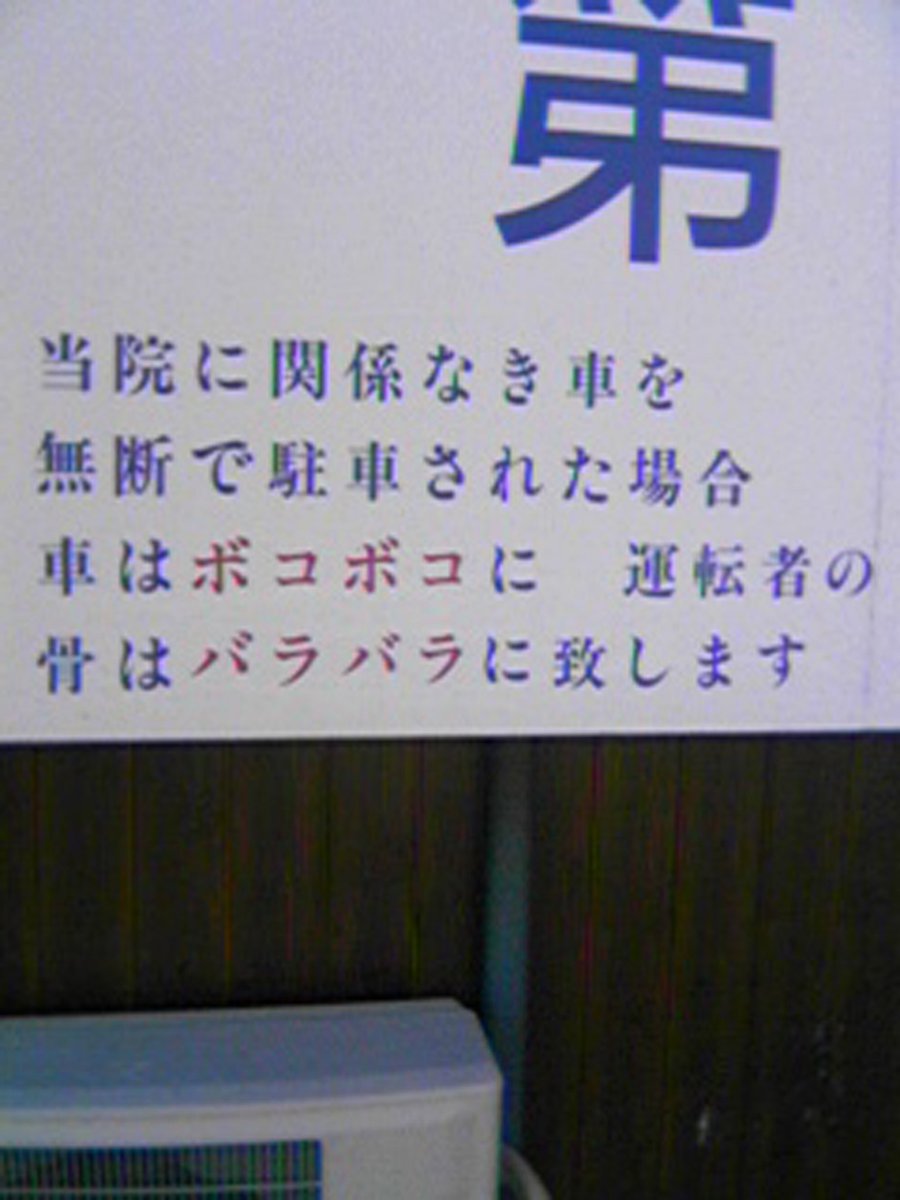 第
当院に関係なき車を
無断で駐車された場合
車はボコボコに　運転者の
骨はバラバラに致します